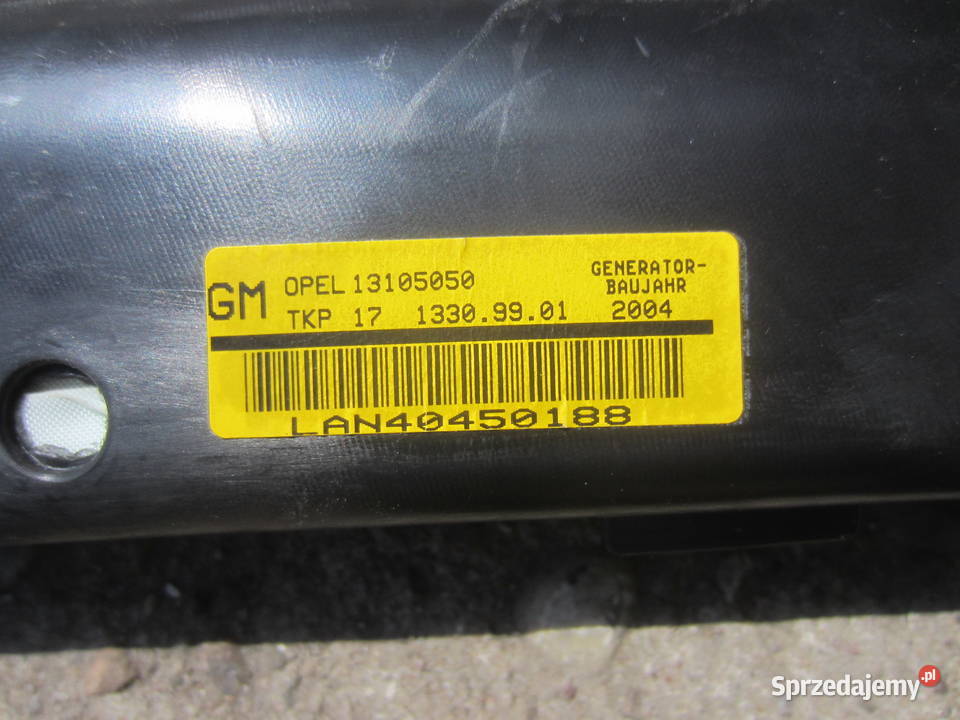 GM OPEL 13105050 GENERATOR-
BAUJAHR
TKP 17 1330.99.01 2004
LAN40450188
Sprzedajemy.pl